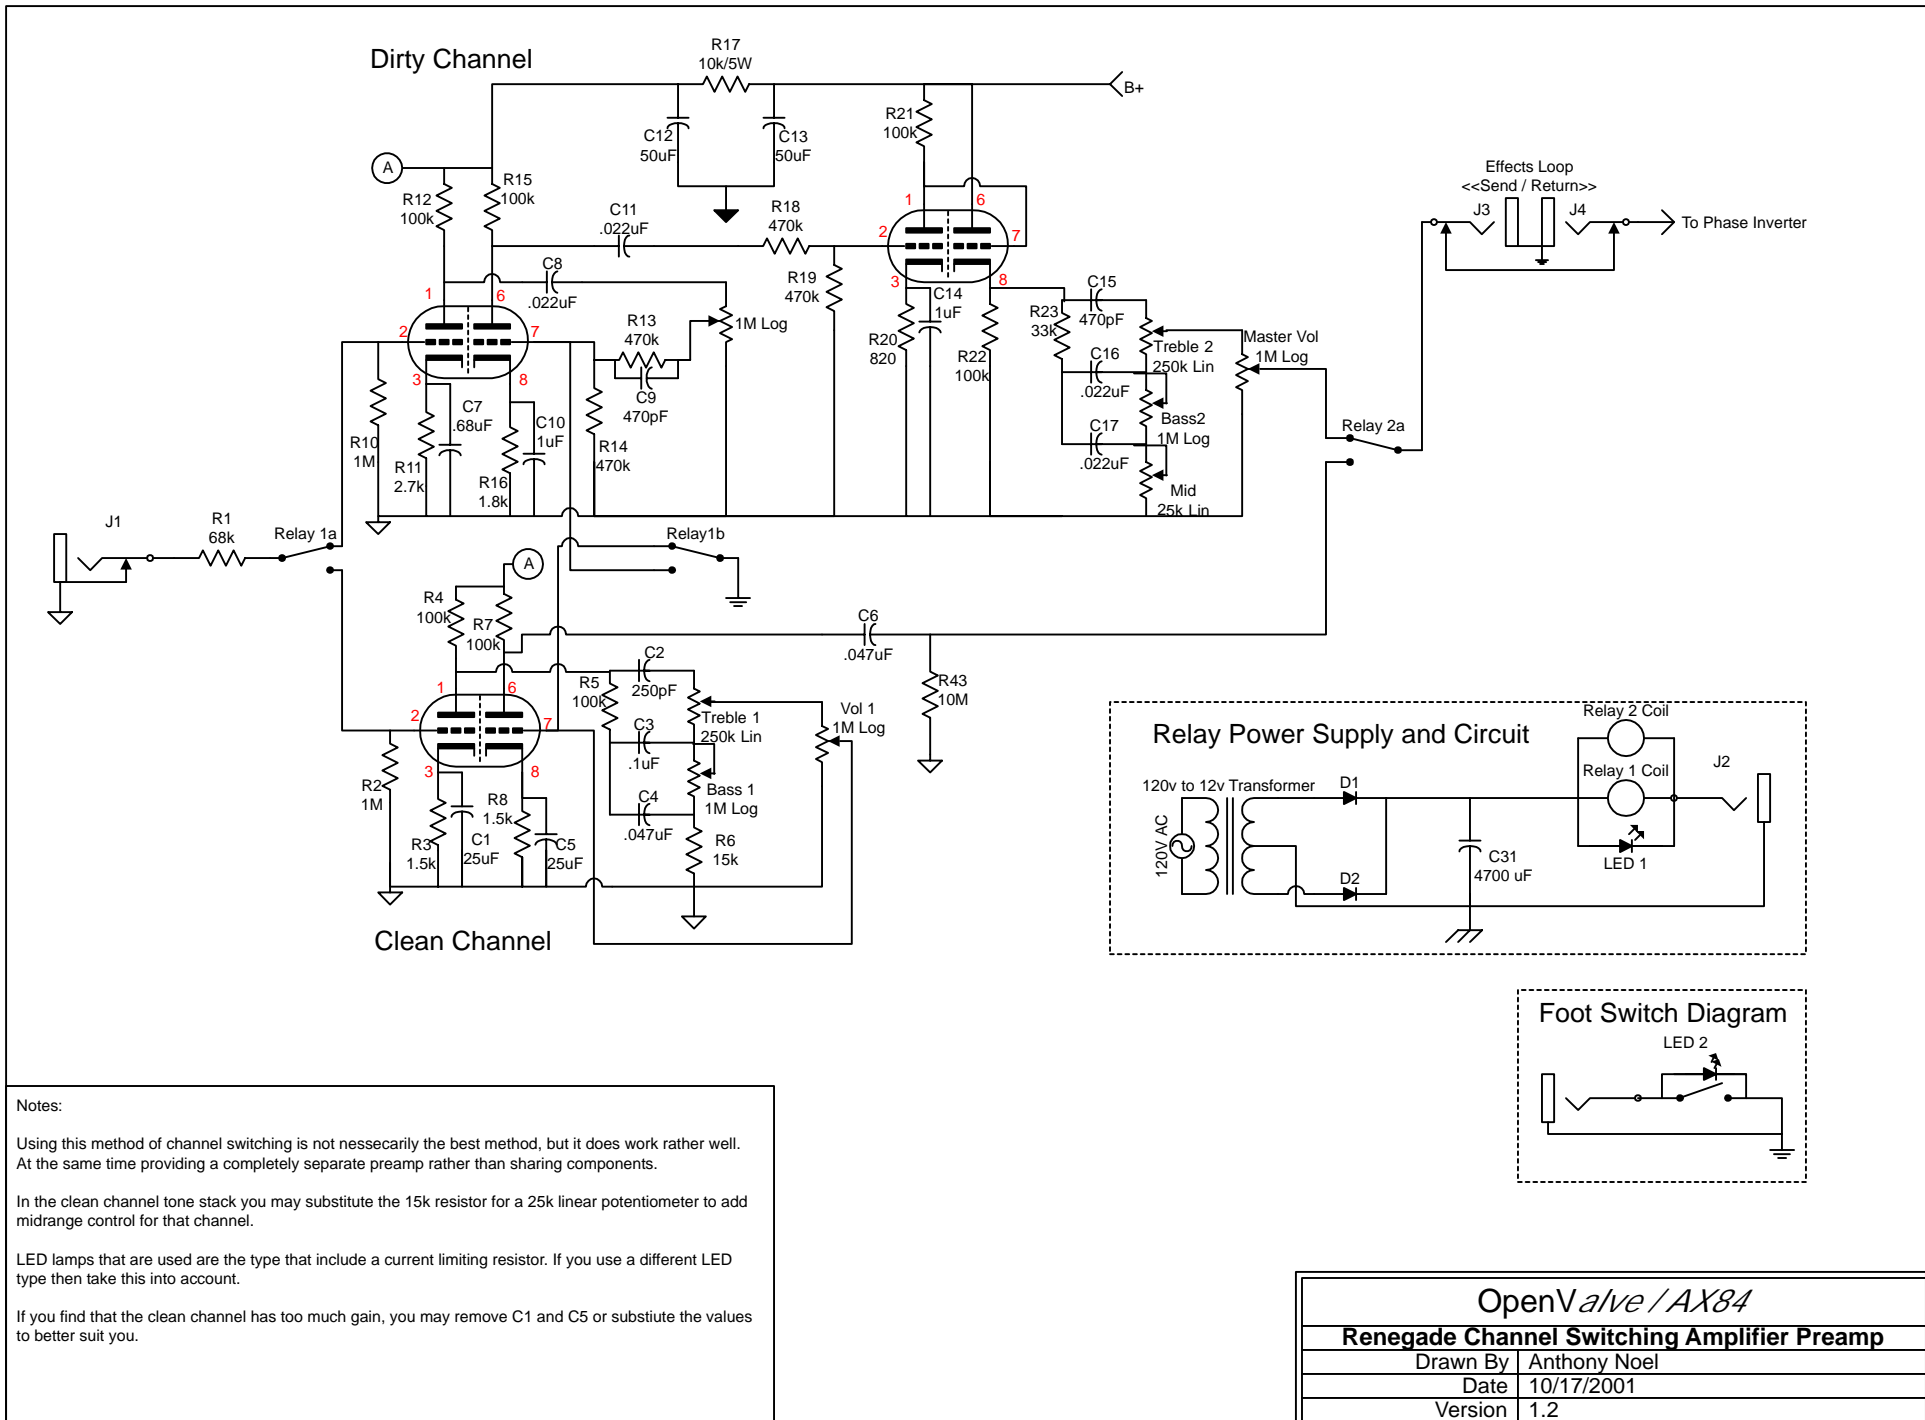 Dirty Channel
R17
10k/5W
B+
C12
50uF
C13
50uF
R21
100k
A
R12
100k
R15
100k
C11
.022uF
R18
470k
R19
470k
C8
.022uF
1
6
2
7
3
8
R13
470k
C9
470pF
1M Log
R14
470k
C7
.68uF
C10
1uF
R10
1M
R11
2.7k
R16
1.8k
1
6
2
7
3
8
C14
1uF
R20
820
R22
100k
R23
33k
C15
470pF
C16
.022uF
C17
.022uF
Treble 2
250k Lin
Bass2
1M Log
Mid
25k Lin
Master Vol
1M Log
Relay 2a
Effects Loop
<<Send / Return>>
J3
J4
To Phase Inverter
J1
R1
68k
Relay 1a
Relay1b
A
R4
100k
R7
100k
C6
.047uF
R43
10M
1
6
2
7
3
8
R5
100k
C2
250pF
C3
.1uF
C4
.047uF
Treble 1
250k Lin
Bass 1
1M Log
R6
15k
Vol 1
1M Log
R2
1M
R3
1.5k
C1
25uF
R8
1.5k
C5
25uF
Clean Channel
Relay Power Supply and Circuit
Relay 2 Coil
Relay 1 Coil
J2
120v to 12v Transformer
D1
120V AC
D2
C31
4700 uF
LED 1
Foot Switch Diagram
LED 2
Notes:
Using this method of channel switching is not nessecarily the best method, but it does work rather well.
At the same time providing a completely separate preamp rather than sharing components.
In the clean channel tone stack you may substitute the 15k resistor for a 25k linear potentiometer to add
midrange control for that channel.
LED lamps that are used are the type that include a current limiting resistor. If you use a different LED
type then take this into account.
If you find that the clean channel has too much gain, you may remove C1 and C5 or substiute the values
to better suit you.
OpenValve / AX84
Renegade Channel Switching Amplifier Preamp
Drawn By Anthony Noel
Date 10/17/2001
Version 1.2